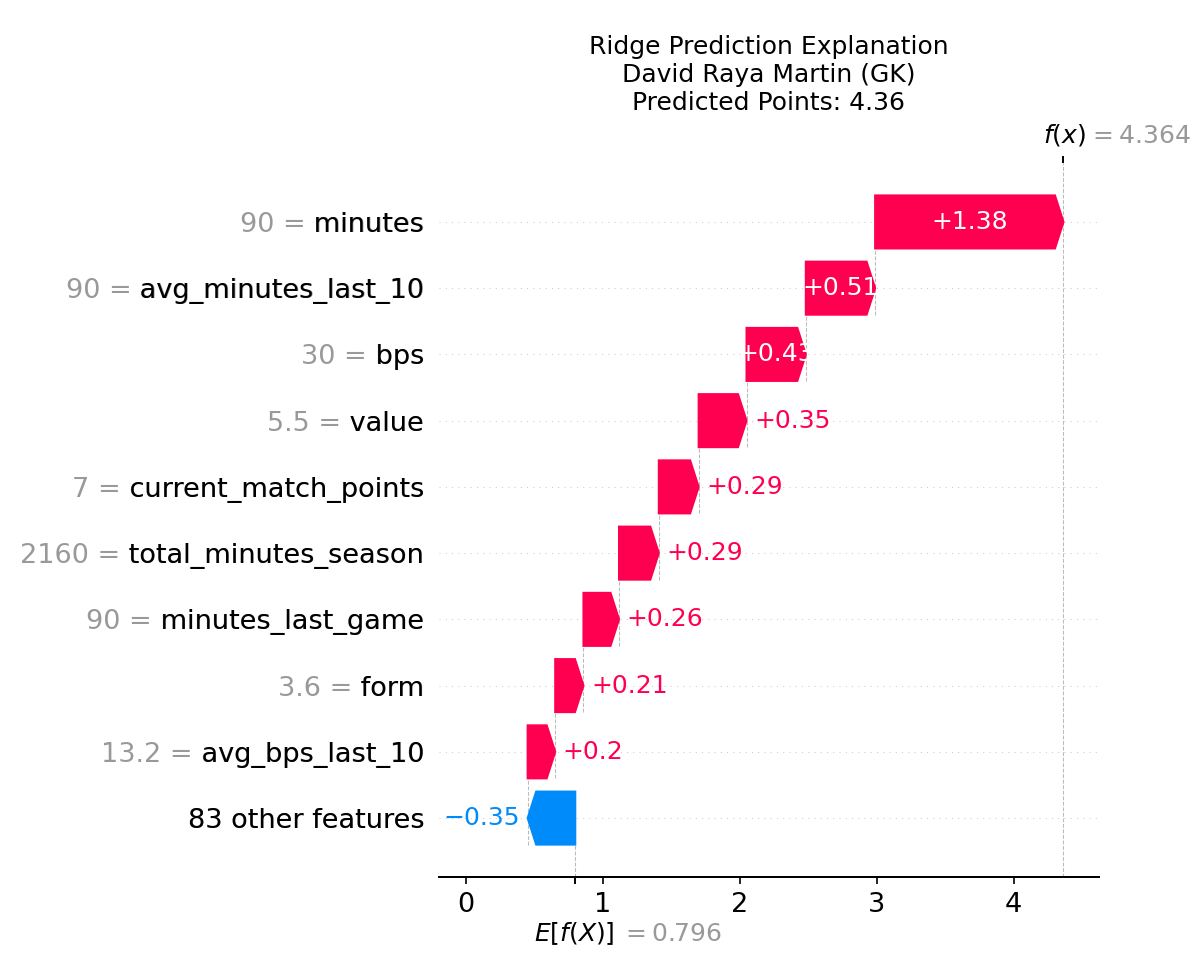 Ridge Prediction Explanation
David Raya Martin (GK)
Predicted Points: 4.36
f(x) = 4.364
90 = minutes
+1.38
90 = avg_minutes_last_10
+0.51
30 = bps
+0.43
5.5 = value
+0.35
7 = current_match_points
+0.29
2160 = total_minutes_season
+0.29
90 = minutes_last_game
+0.26
3.6 = form
+0.21
13.2 = avg_bps_last_10
+0.2
83 other features
−0.35
0 1 2 3 4
E[f(X)] = 0.796